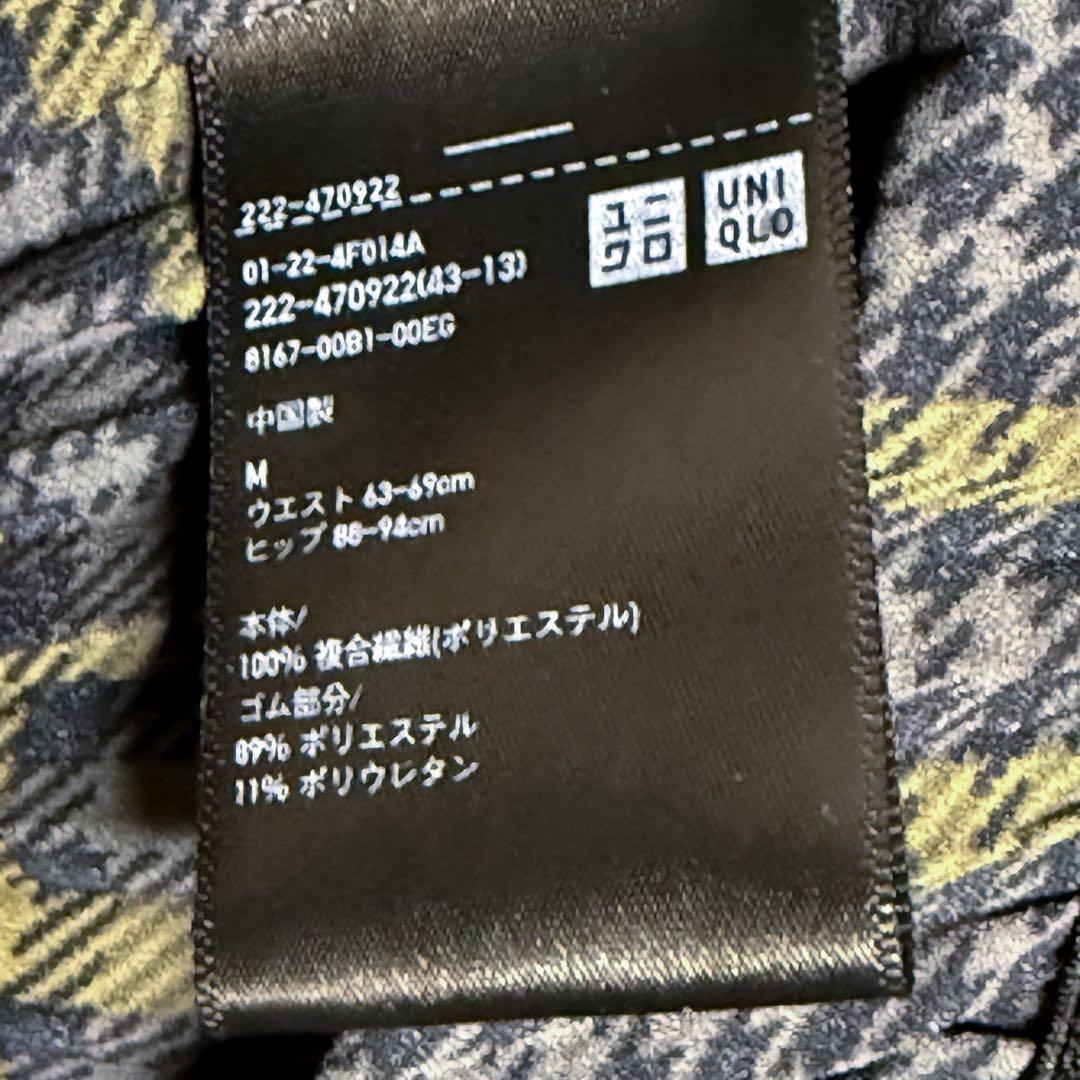 222-470922
01-22-4F014A
222-470922(43-13)
8167-00B1-00EG
ユニ
クロ
UNI
QLO
中国製
M
ウエスト 63-69cm
ヒップ 88-94cm
本体/
100% 複合繊維(ポリエステル)
ゴム部分/
89% ポリエステル
11% ポリウレタン